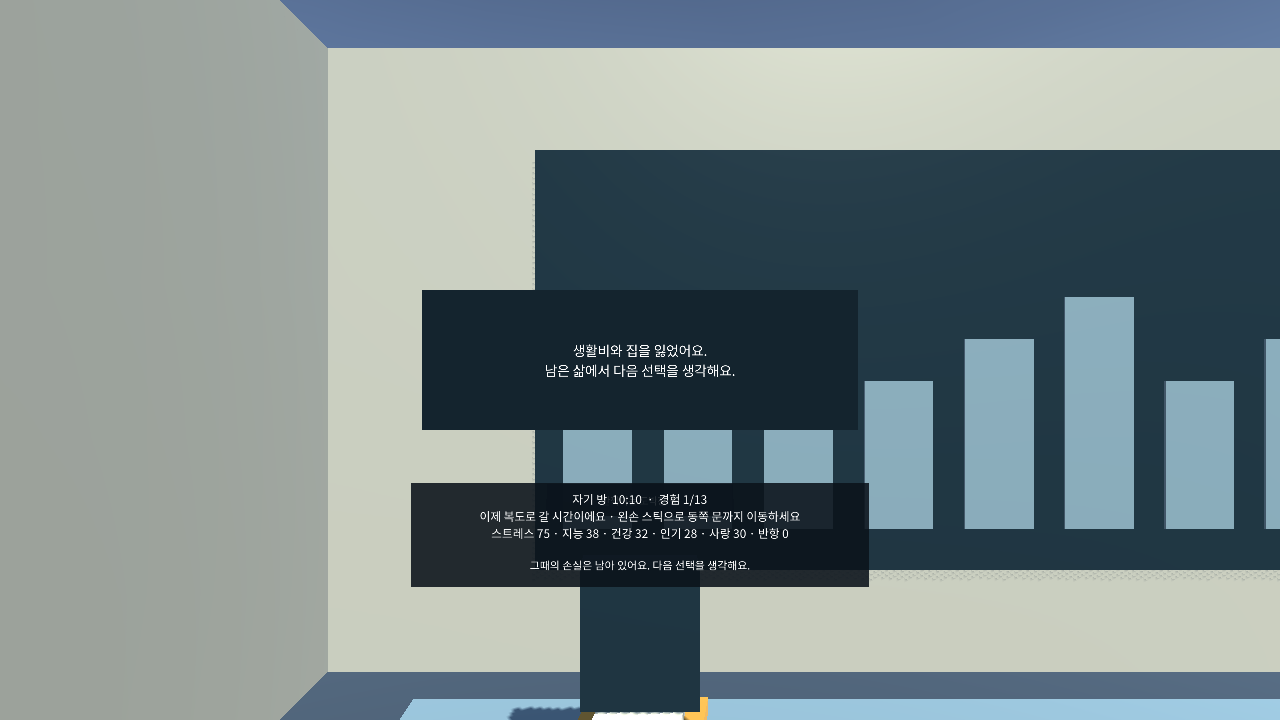 생활비와 집을 잃었어요.
남은 삶에서 다음 선택을 생각해요.
자기 방 10:10 · 경험 1/13
이제 복도로 갈 시간이에요 · 왼손 스틱으로 동쪽 문까지 이동하세요
스트레스 75 · 지능 38 · 건강 32 · 인기 28 · 사랑 30 · 반항 0
그때의 손실은 남아 있어요. 다음 선택을 생각해요.